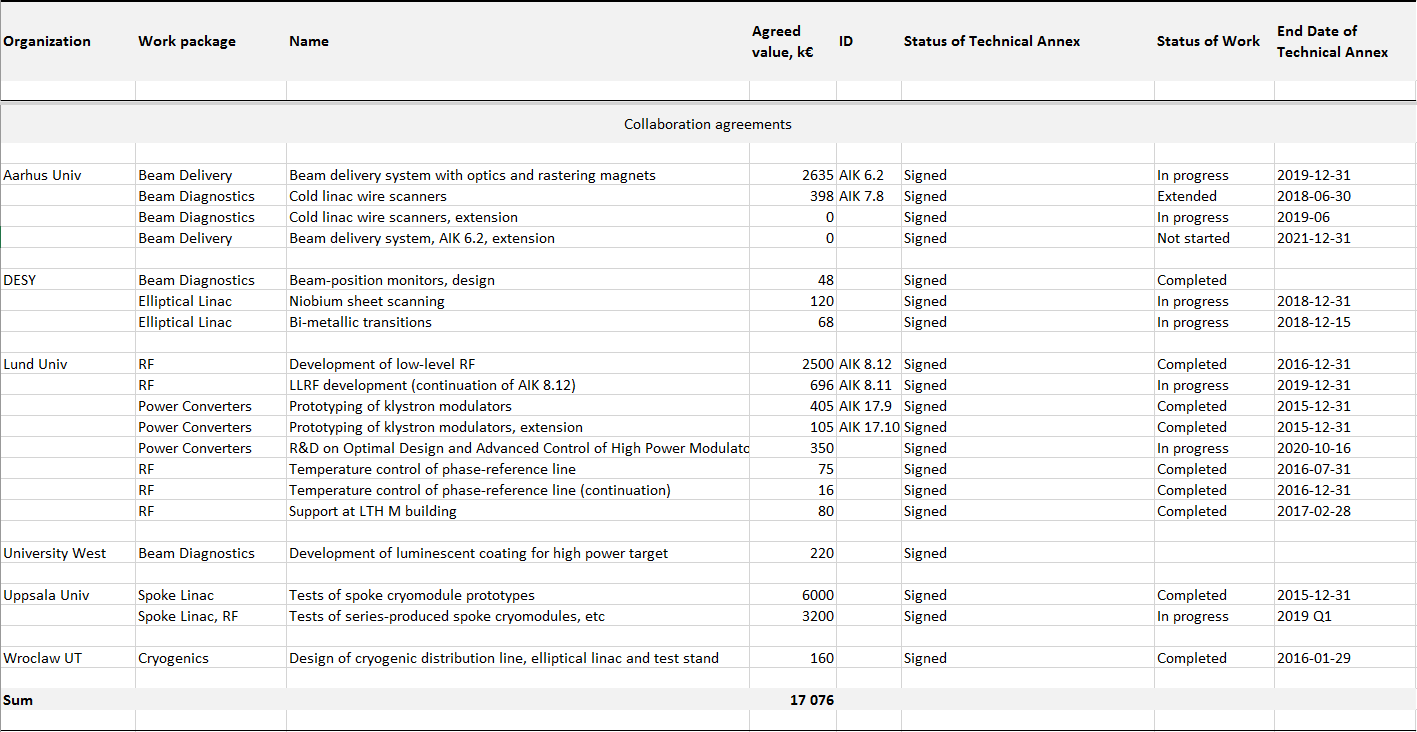 Organization Work package Name Agreed value, k€ ID Status of Technical Annex Status of Work End Date of Technical Annex
Collaboration agreements
Aarhus Univ Beam Delivery Beam delivery system with optics and rastering magnets 2635 AIK 6.2 Signed In progress 2019-12-31
Beam Diagnostics Cold linac wire scanners 398 AIK 7.8 Signed Extended 2018-06-30
Beam Diagnostics Cold linac wire scanners, extension 0 Signed In progress 2019-06
Beam Delivery Beam delivery system, AIK 6.2, extension 0 Signed Not started 2021-12-31
DESY Beam Diagnostics Beam-position monitors, design 48 Signed Completed
Elliptical Linac Niobium sheet scanning 120 Signed In progress 2018-12-31
Elliptical Linac Bi-metallic transitions 68 Signed In progress 2018-12-15
Lund Univ RF Development of low-level RF 2500 AIK 8.12 Signed Completed 2016-12-31
RF LLRF development (continuation of AIK 8.12) 696 AIK 8.11 Signed In progress 2019-12-31
Power Converters Prototyping of klystron modulators 405 AIK 17.9 Signed Completed 2015-12-31
Power Converters Prototyping of klystron modulators, extension 105 AIK 17.10 Signed Completed 2015-12-31
Power Converters R&D on Optimal Design and Advanced Control of High Power Modulatc 350 Signed In progress 2020-10-16
RF Temperature control of phase-reference line 75 Signed Completed 2016-07-31
RF Temperature control of phase-reference line (continuation) 16 Signed Completed 2016-12-31
RF Support at LTH M building 80 Signed Completed 2017-02-28
University West Beam Diagnostics Development of luminescent coating for high power target 220 Signed
Uppsala Univ Spoke Linac Tests of spoke cryomodule prototypes 6000 Signed Completed 2015-12-31
Spoke Linac, RF Tests of series-produced spoke cryomodules, etc 3200 Signed In progress 2019 Q1
Wroclaw UT Cryogenics Design of cryogenic distribution line, elliptical linac and test stand 160 Signed Completed 2016-01-29
Sum 17 076